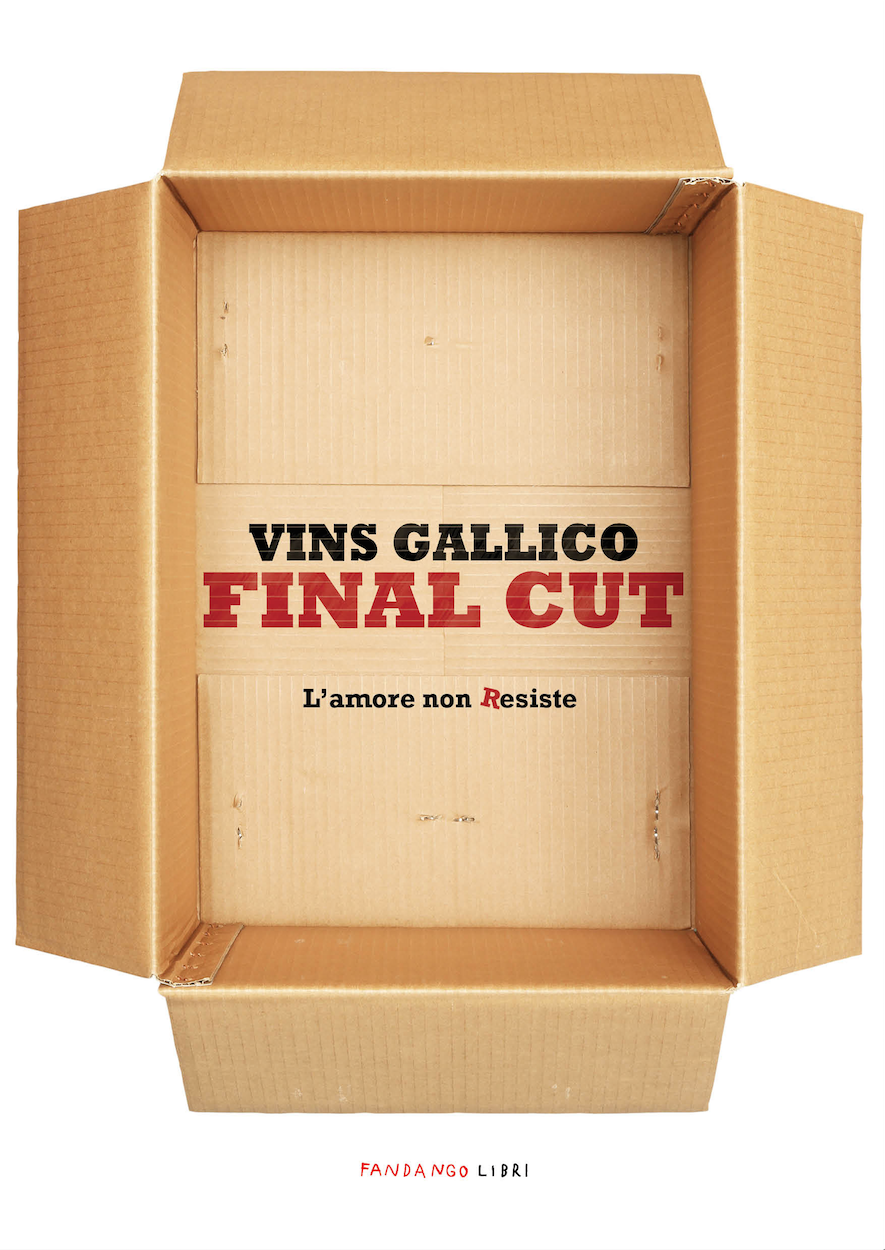 VINS GALLICO
FINAL CUT
L'amore non Resiste
FANDANGO LIBRI